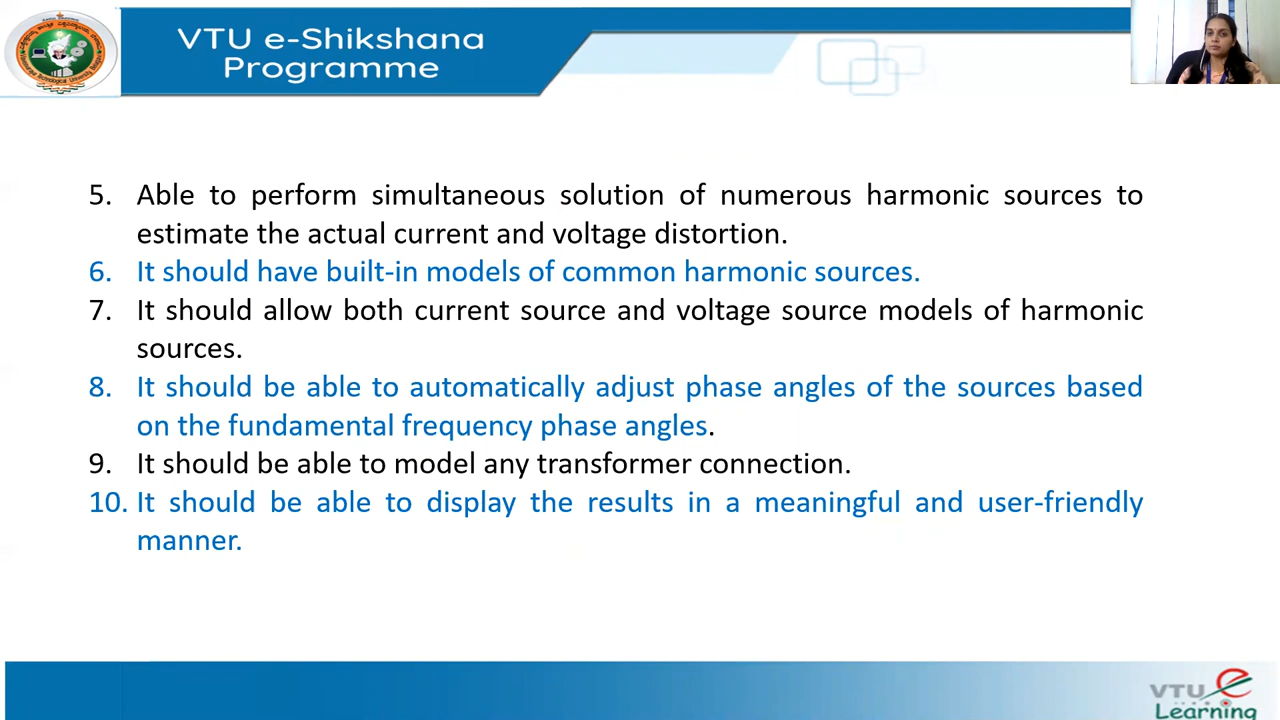 VTU e-Shikshana
Programme
5. Able to perform simultaneous solution of numerous harmonic sources to
estimate the actual current and voltage distortion.
6. It should have built-in models of common harmonic sources.
7. It should allow both current source and voltage source models of harmonic
sources.
8. It should be able to automatically adjust phase angles of the sources based
on the fundamental frequency phase angles.
9. It should be able to model any transformer connection.
10. It should be able to display the results in a meaningful and user-friendly
manner.
VTU e
Learning